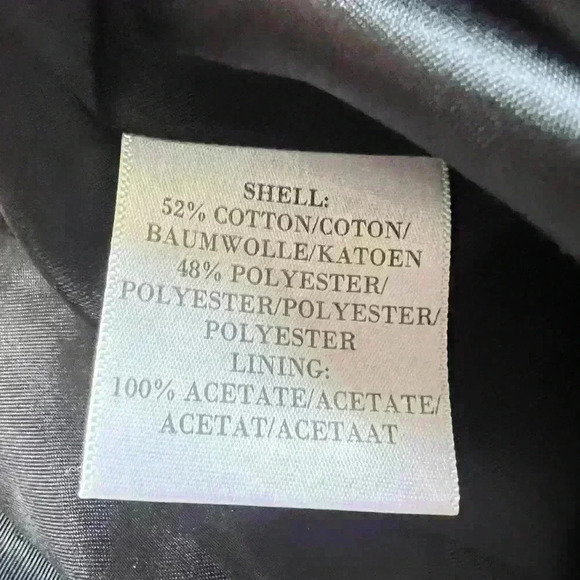 SHELL:
52% COTTON/COTON/
BAUMWOLLE/KATOEN
48% POLYESTER/
POLYESTER/POLYESTER/
POLYESTER
LINING:
100% ACETATE/ACETATE/
ACETAT/ACETAAT